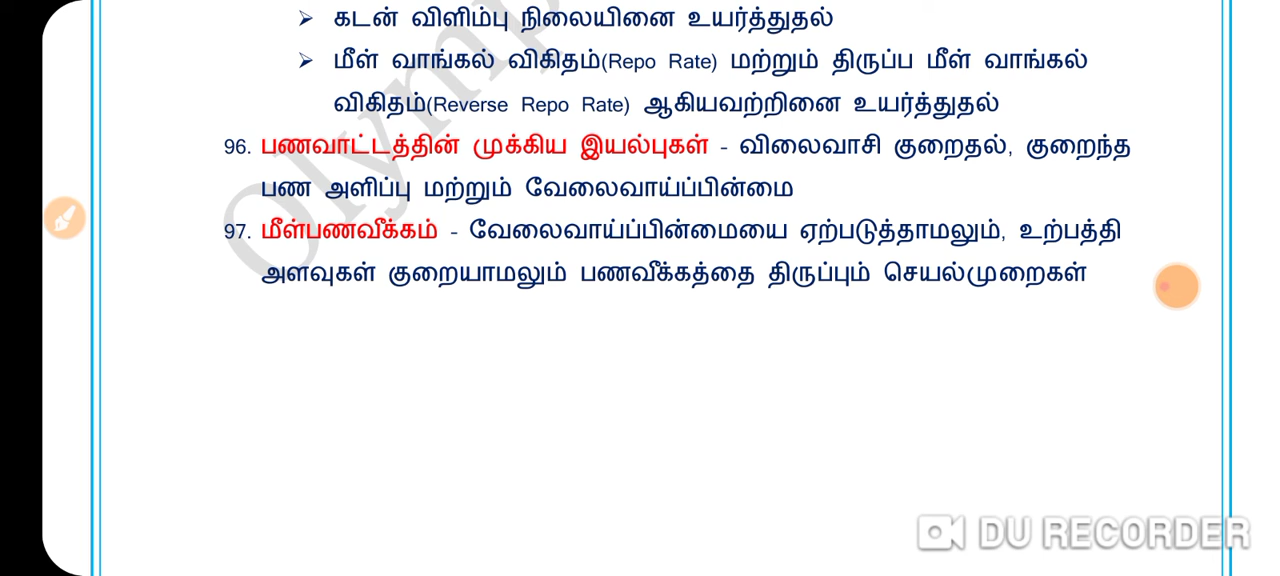 ➢ கடன் விளிம்பு நிலையினை உயர்த்துதல்
➢ மீள் வாங்கல் விகிதம்(Repo Rate) மற்றும் திருப்ப மீள் வாங்கல்
விகிதம்(Reverse Repo Rate) ஆகியவற்றினை உயர்த்துதல்
96. பணவாட்டத்தின் முக்கிய இயல்புகள் - விலைவாசி குறைதல், குறைந்த
பண அளிப்பு மற்றும் வேலைவாய்ப்பின்மை
97. மீள்பணவீக்கம் - வேலைவாய்ப்பின்மையை ஏற்படுத்தாமலும், உற்பத்தி
அளவுகள் குறையாமலும் பணவீக்கத்தை திருப்பும் செயல்முறைகள்
Olymp
DU RECORDER